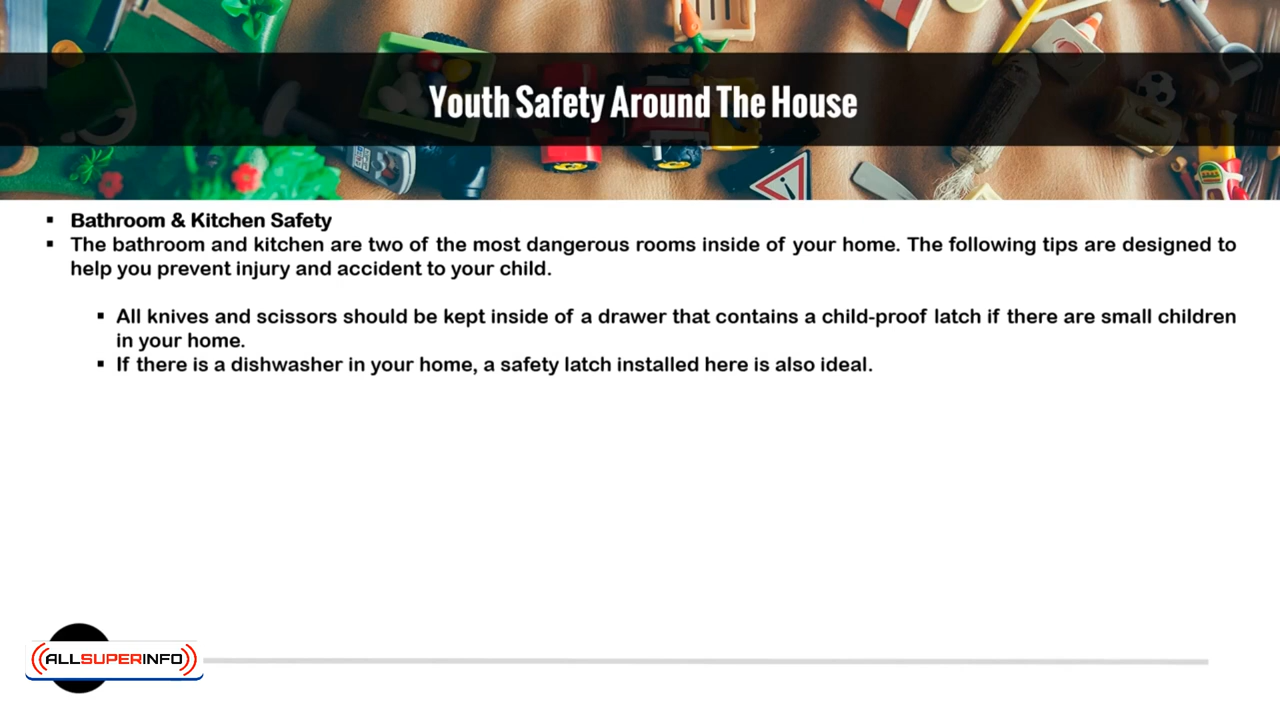 Youth Safety Around The House
▪ Bathroom & Kitchen Safety
▪ The bathroom and kitchen are two of the most dangerous rooms inside of your home. The following tips are designed to
help you prevent injury and accident to your child.
▪ All knives and scissors should be kept inside of a drawer that contains a child-proof latch if there are small children
in your home.
▪ If there is a dishwasher in your home, a safety latch installed here is also ideal.
ALLSUPERINFO